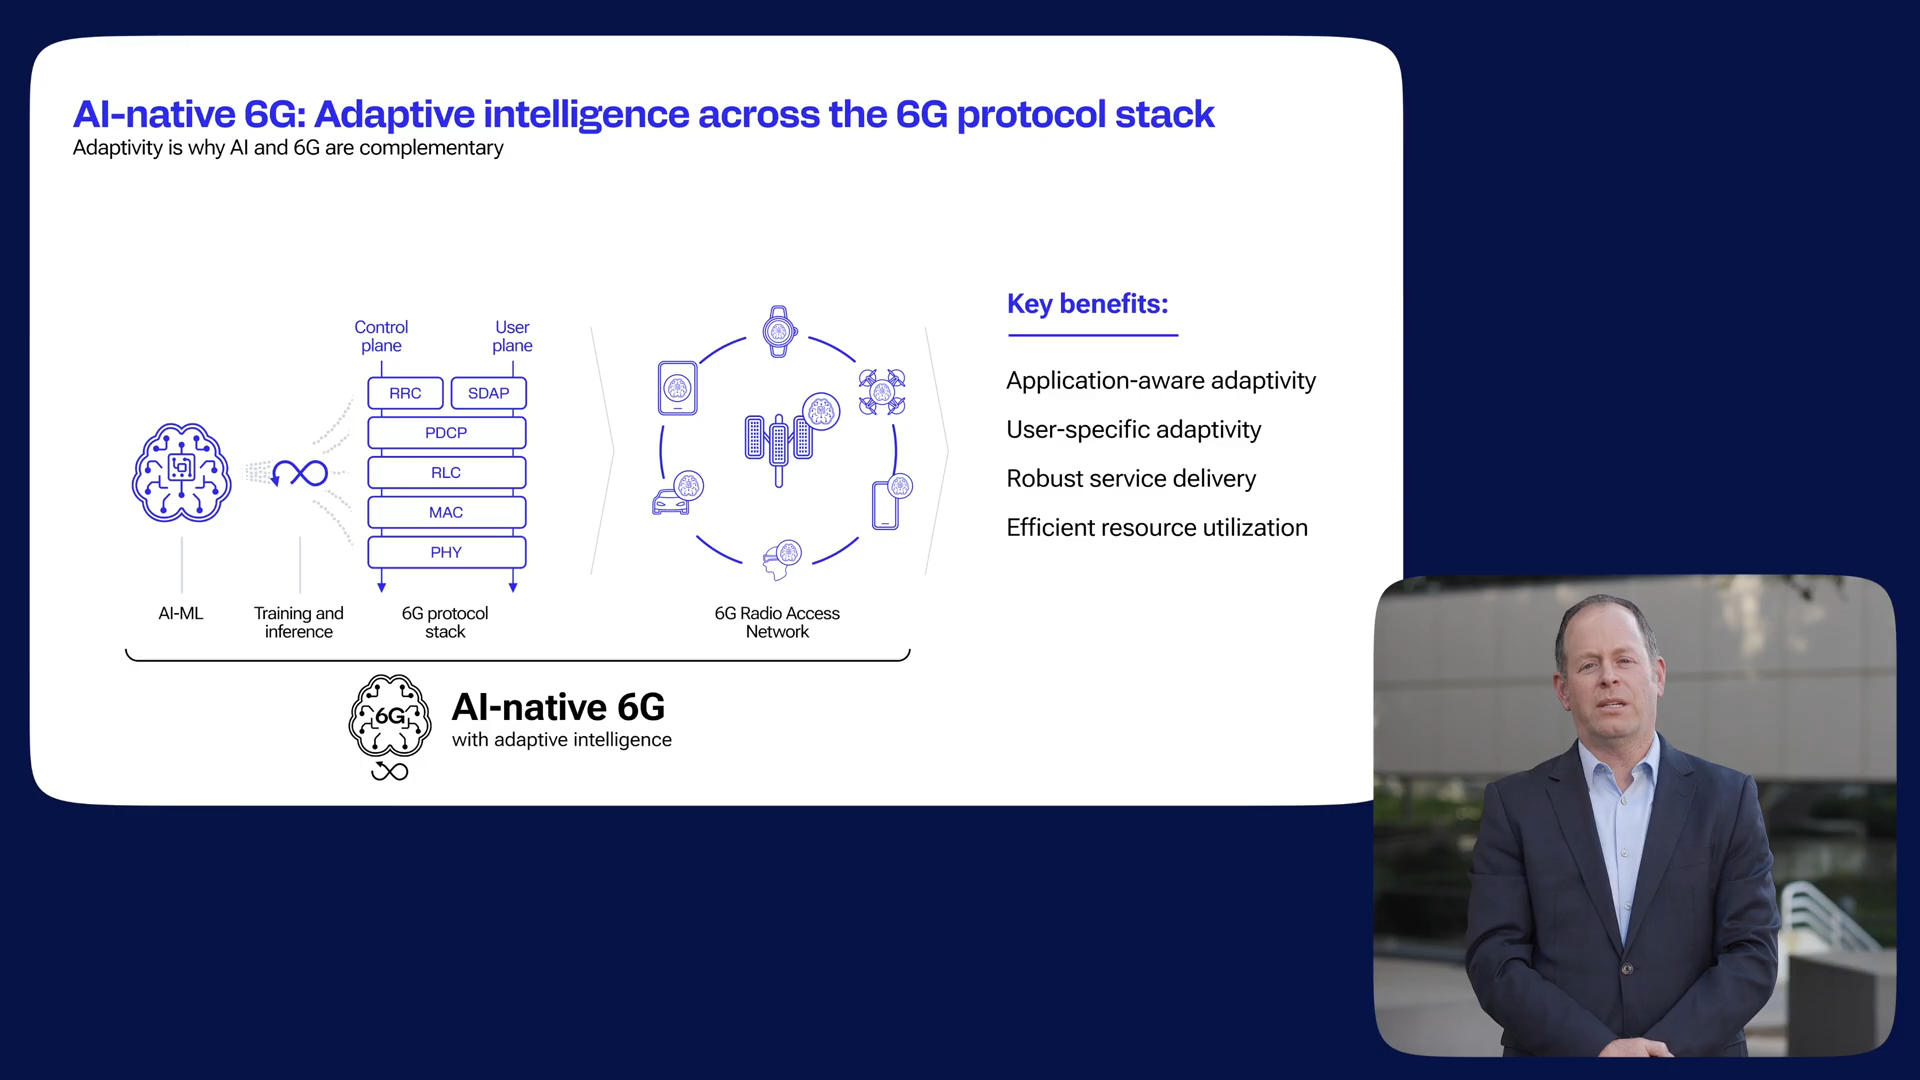 AI-native 6G: Adaptive intelligence across the 6G protocol stack
Adaptivity is why AI and 6G are complementary
Control
plane
User
plane
RRC
SDAP
PDCP
RLC
MAC
PHY
AI-ML
Training and
inference
6G protocol
stack
6G Radio Access
Network
6G
AI-native 6G
with adaptive intelligence
Key benefits:
Application-aware adaptivity
User-specific adaptivity
Robust service delivery
Efficient resource utilization